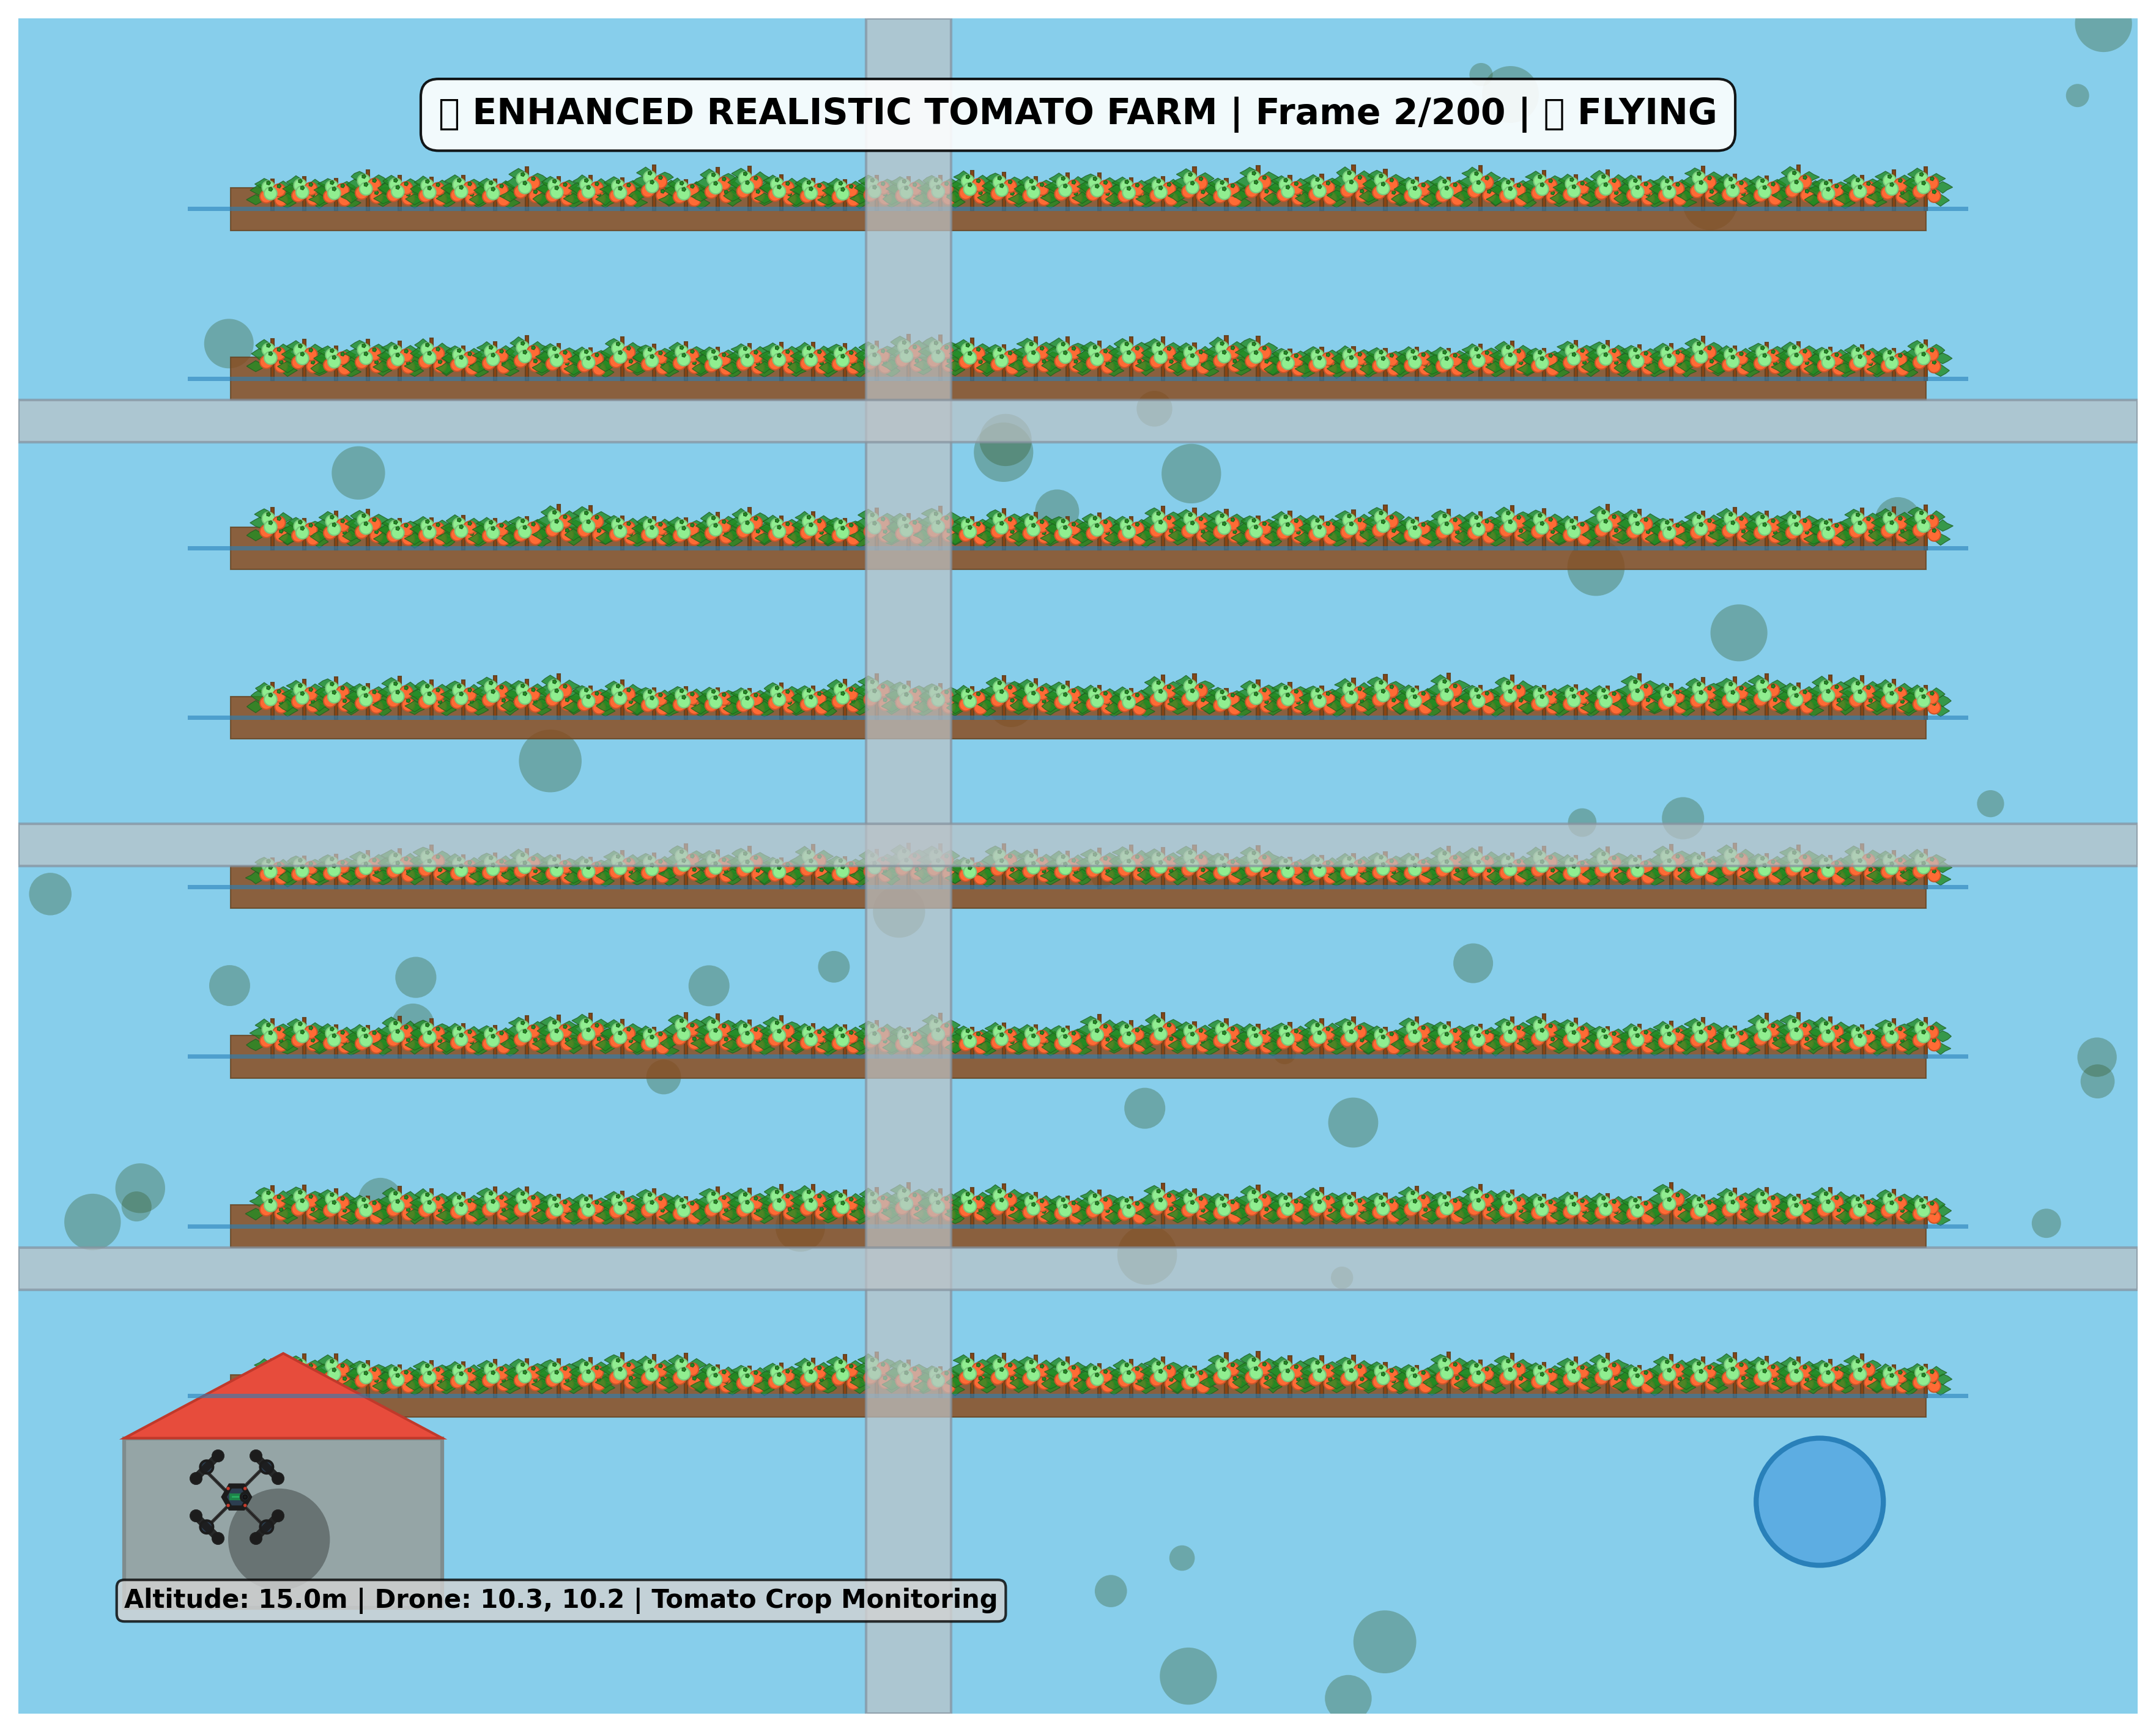 ▯ ENHANCED REALISTIC TOMATO FARM | Frame 2/200 | ▯ FLYING
Altitude: 15.0m | Drone: 10.3, 10.2 | Tomato Crop Monitoring